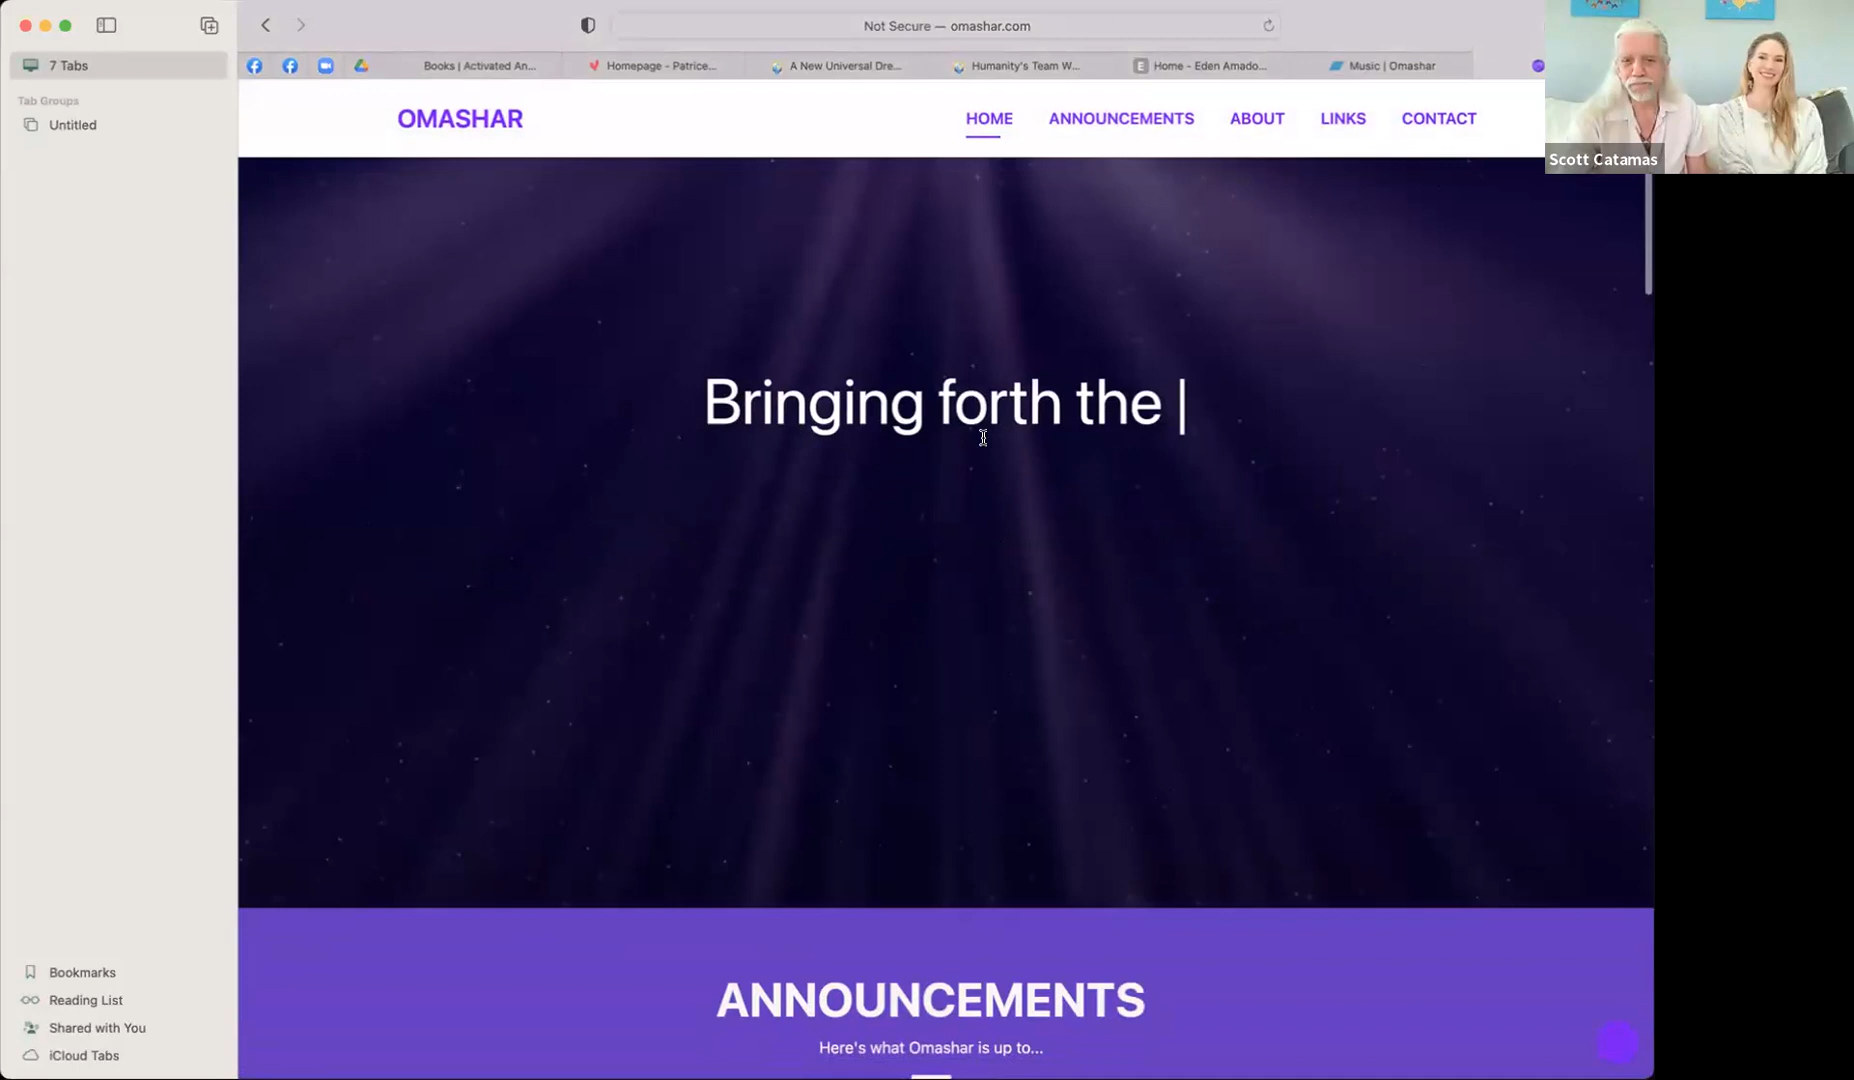 Not Secure — omashar.com
7 Tabs
Books | Activated An...
Homepage - Patrice...
A New Universal Dre...
Humanity's Team W...
E Home - Eden Amado...
Music | Omashar
Tab Groups
Untitled
OMASHAR
HOME
ANNOUNCEMENTS
ABOUT
LINKS
CONTACT
Scott Catamas
Bringing forth the |
Bookmarks
Reading List
Shared with You
iCloud Tabs
ANNOUNCEMENTS
Here's what Omashar is up to...